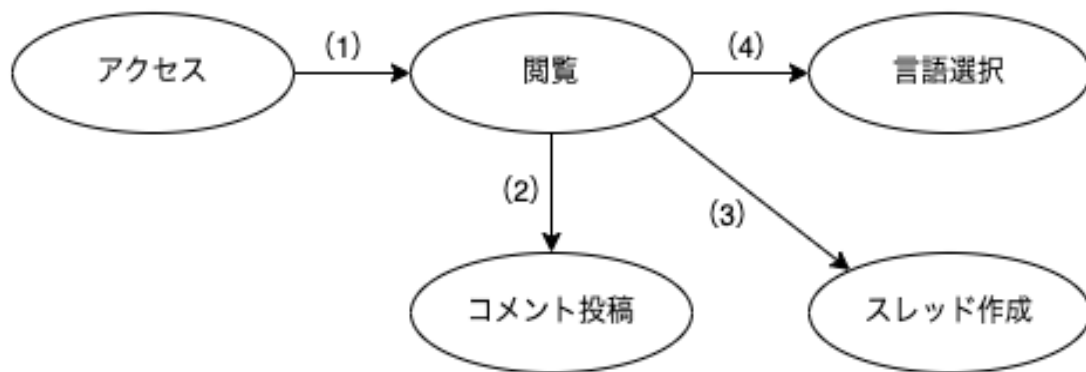 アクセス
(1)
閲覧
(4)
言語選択
(2)
(3)
コメント投稿
スレッド作成